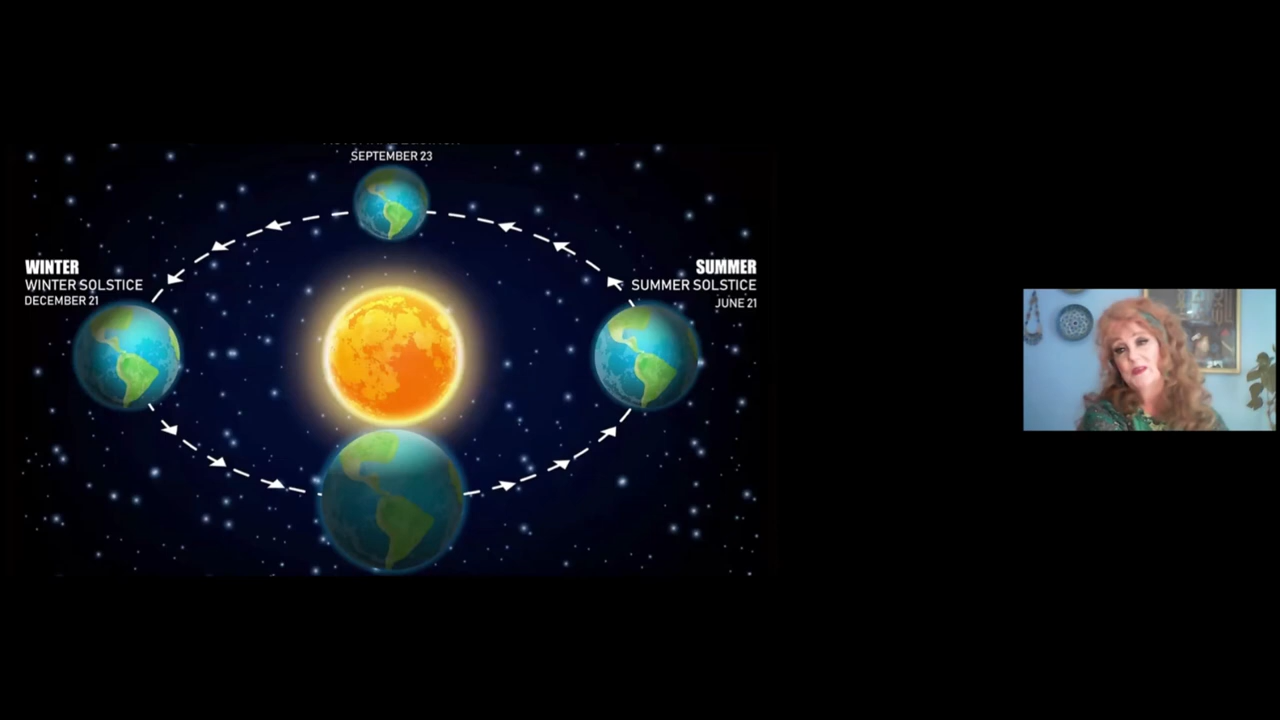 SEPTEMBER 23
WINTER
WINTER SOLSTICE
DECEMBER 21
SUMMER
SUMMER SOLSTICE
JUNE 21